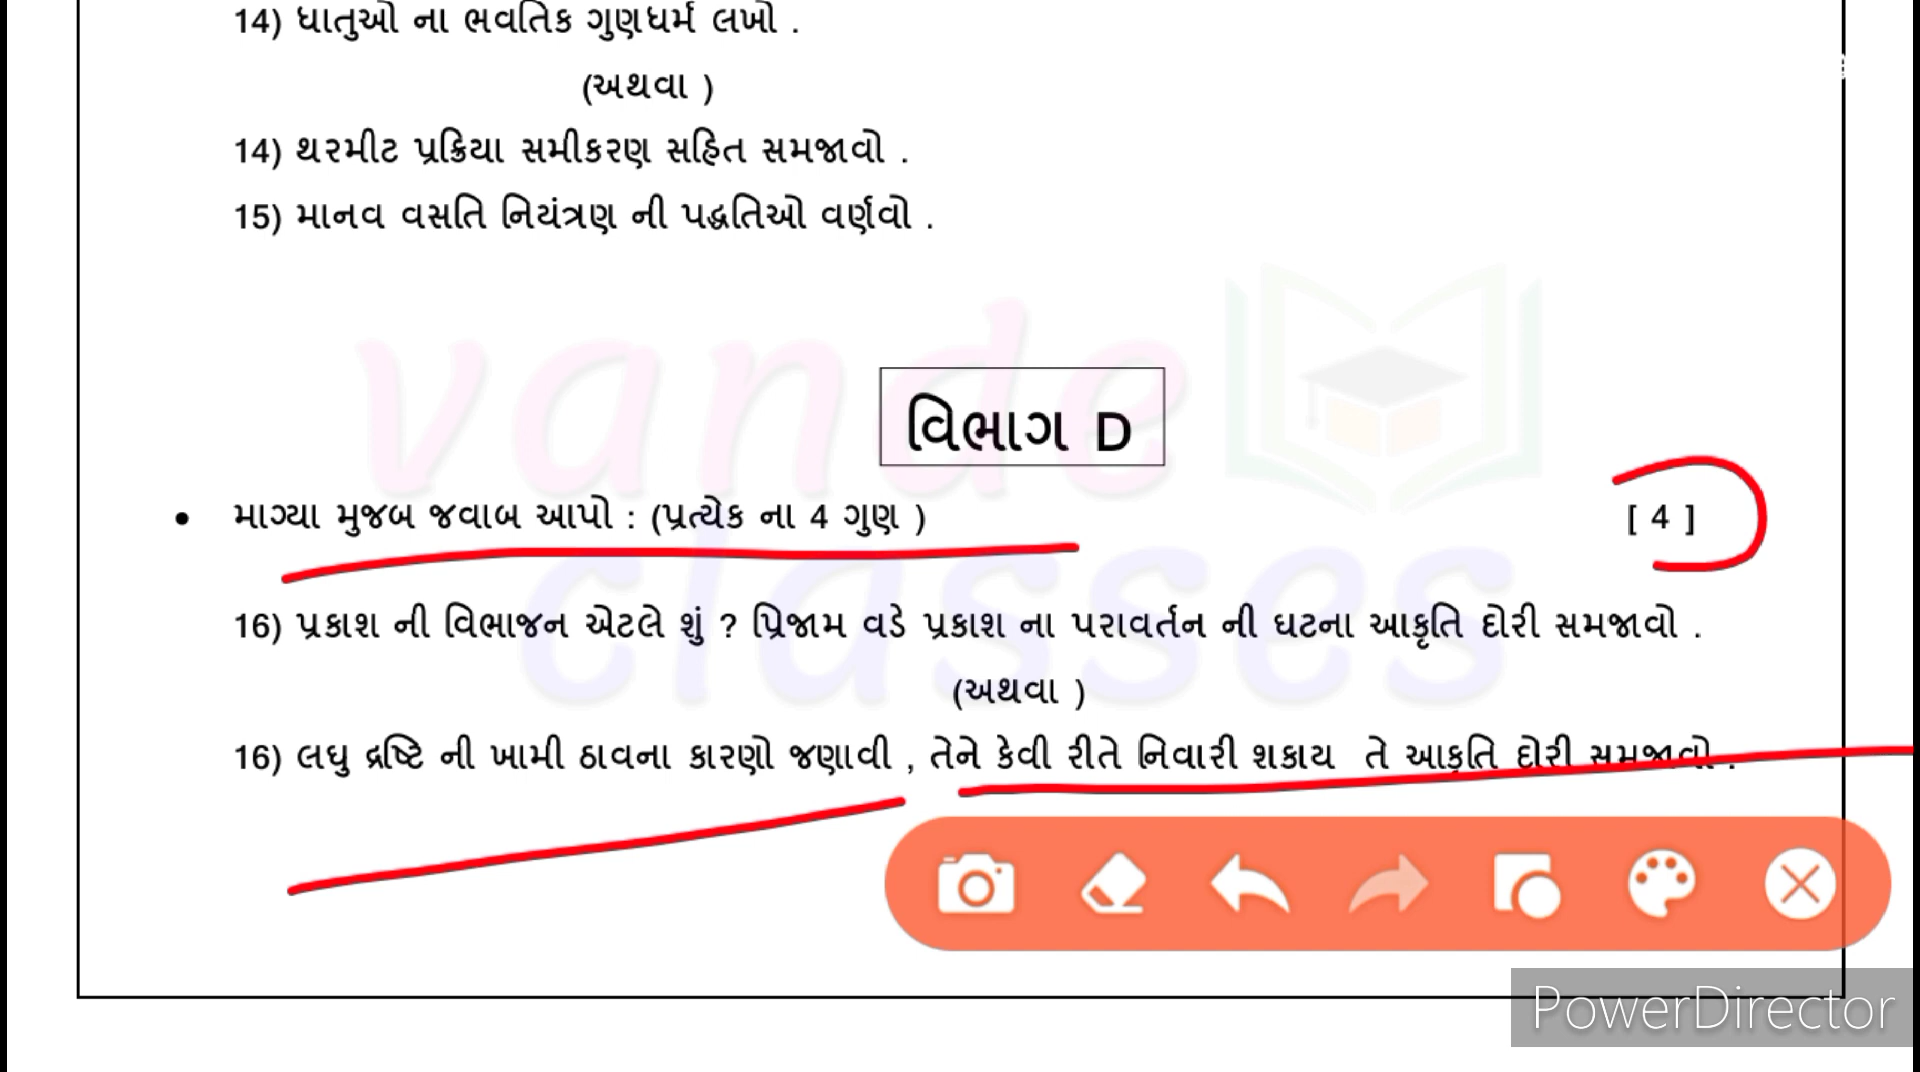 14) ધાતુઓ ના ભવતિક ગુણધર્મ લખો .
(અથવા )
14) થરમીટ પ્રક્રિયા સમીકરણ સહિત સમજાવો .
15) માનવ વસતિ નિયંત્રણ ની પદ્ધતિઓ વર્ણવો .
vande
વિભાગ D
• માગ્યા મુજબ જવાબ આપો : (પ્રત્યેક ના 4 ગુણ ) [ 4 ]
classes
16) પ્રકાશ ની વિભાજન એટલે શું ? પ્રિજામ વડે પ્રકાશ ના પરાવર્તન ની ઘટના આકૃતિ દોરી સમજાવો .
(અથવા )
16) લઘુ દ્રષ્ટિ ની ખામી ઠાવના કારણો જણાવી , તેને કેવી રીતે નિવારી શકાય તે આકૃતિ દોરી સમજાવો .
PowerDirector